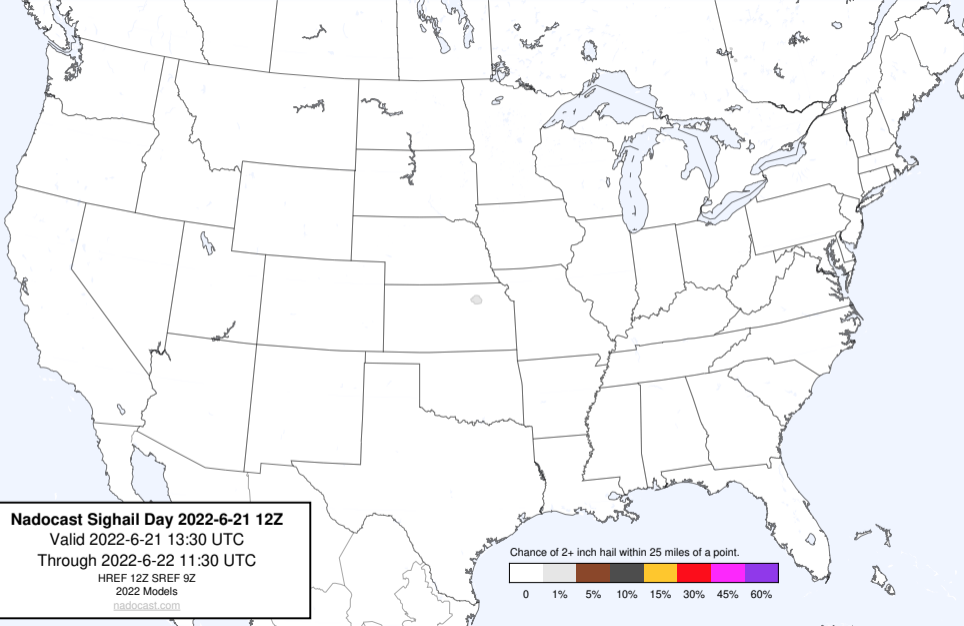 Nadocast Sighail Day 2022-6-21 12Z
Valid 2022-6-21 13:30 UTC
Through 2022-6-22 11:30 UTC
HREF 12Z SREF 9Z
2022 Models
nadocast.com
Chance of 2+ inch hail within 25 miles of a point.
0 1% 5% 10% 15% 30% 45% 60%